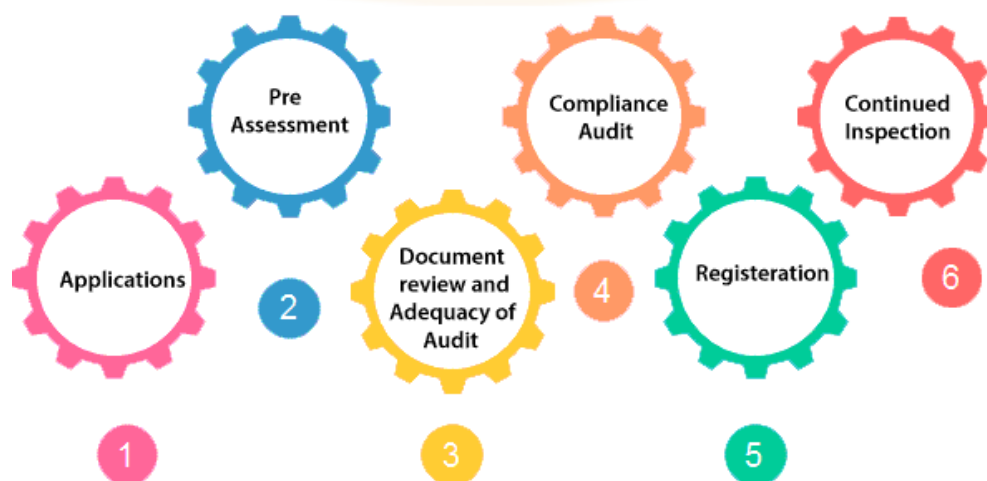 Applications
1
Pre
Assessment
2
Document
review and
Adequacy of
Audit
3
Compliance
Audit
4
Registeration
5
Continued
Inspection
6